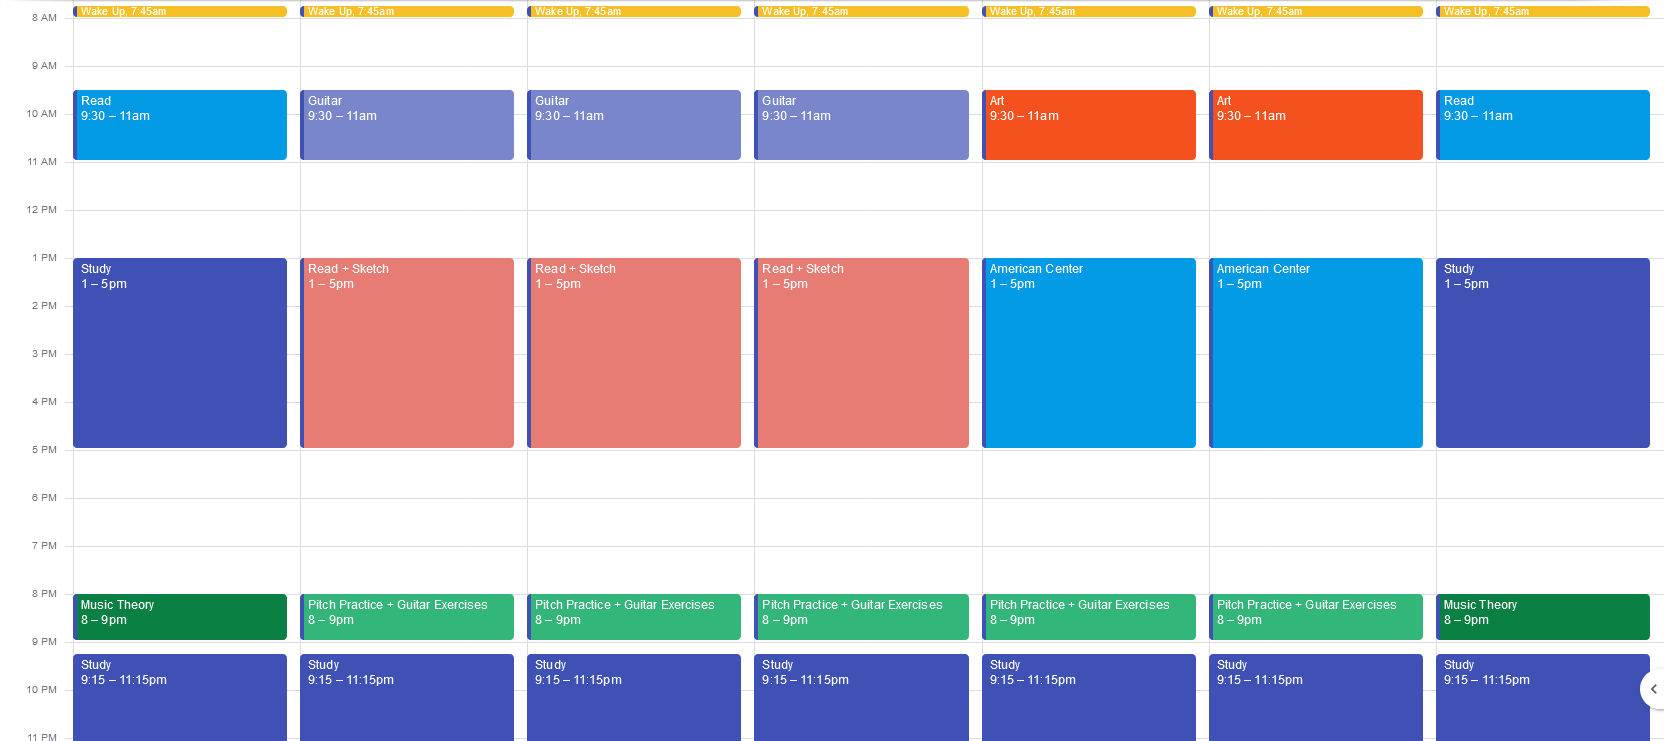 Wake Up, 7:45am Wake Up, 7:45am Wake Up, 7:45am Wake Up, 7:45am Wake Up, 7:45am Wake Up, 7:45am Wake Up, 7:45am
8 AM
9 AM
Read Guitar Guitar Guitar Art Art Read
9:30 – 11am 9:30 – 11am 9:30 – 11am 9:30 – 11am 9:30 – 11am 9:30 – 11am 9:30 – 11am
10 AM
11 AM
12 PM
1 PM
Study Read + Sketch Read + Sketch Read + Sketch American Center American Center Study
1 – 5pm 1 – 5pm 1 – 5pm 1 – 5pm 1 – 5pm 1 – 5pm 1 – 5pm
2 PM
3 PM
4 PM
5 PM
6 PM
7 PM
8 PM
Music Theory Pitch Practice + Guitar Exercises Pitch Practice + Guitar Exercises Pitch Practice + Guitar Exercises Pitch Practice + Guitar Exercises Pitch Practice + Guitar Exercises Music Theory
8 – 9pm 8 – 9pm 8 – 9pm 8 – 9pm 8 – 9pm 8 – 9pm 8 – 9pm
9 PM
Study Study Study Study Study Study Study
9:15 – 11:15pm 9:15 – 11:15pm 9:15 – 11:15pm 9:15 – 11:15pm 9:15 – 11:15pm 9:15 – 11:15pm 9:15 – 11:15pm
10 PM
11 PM